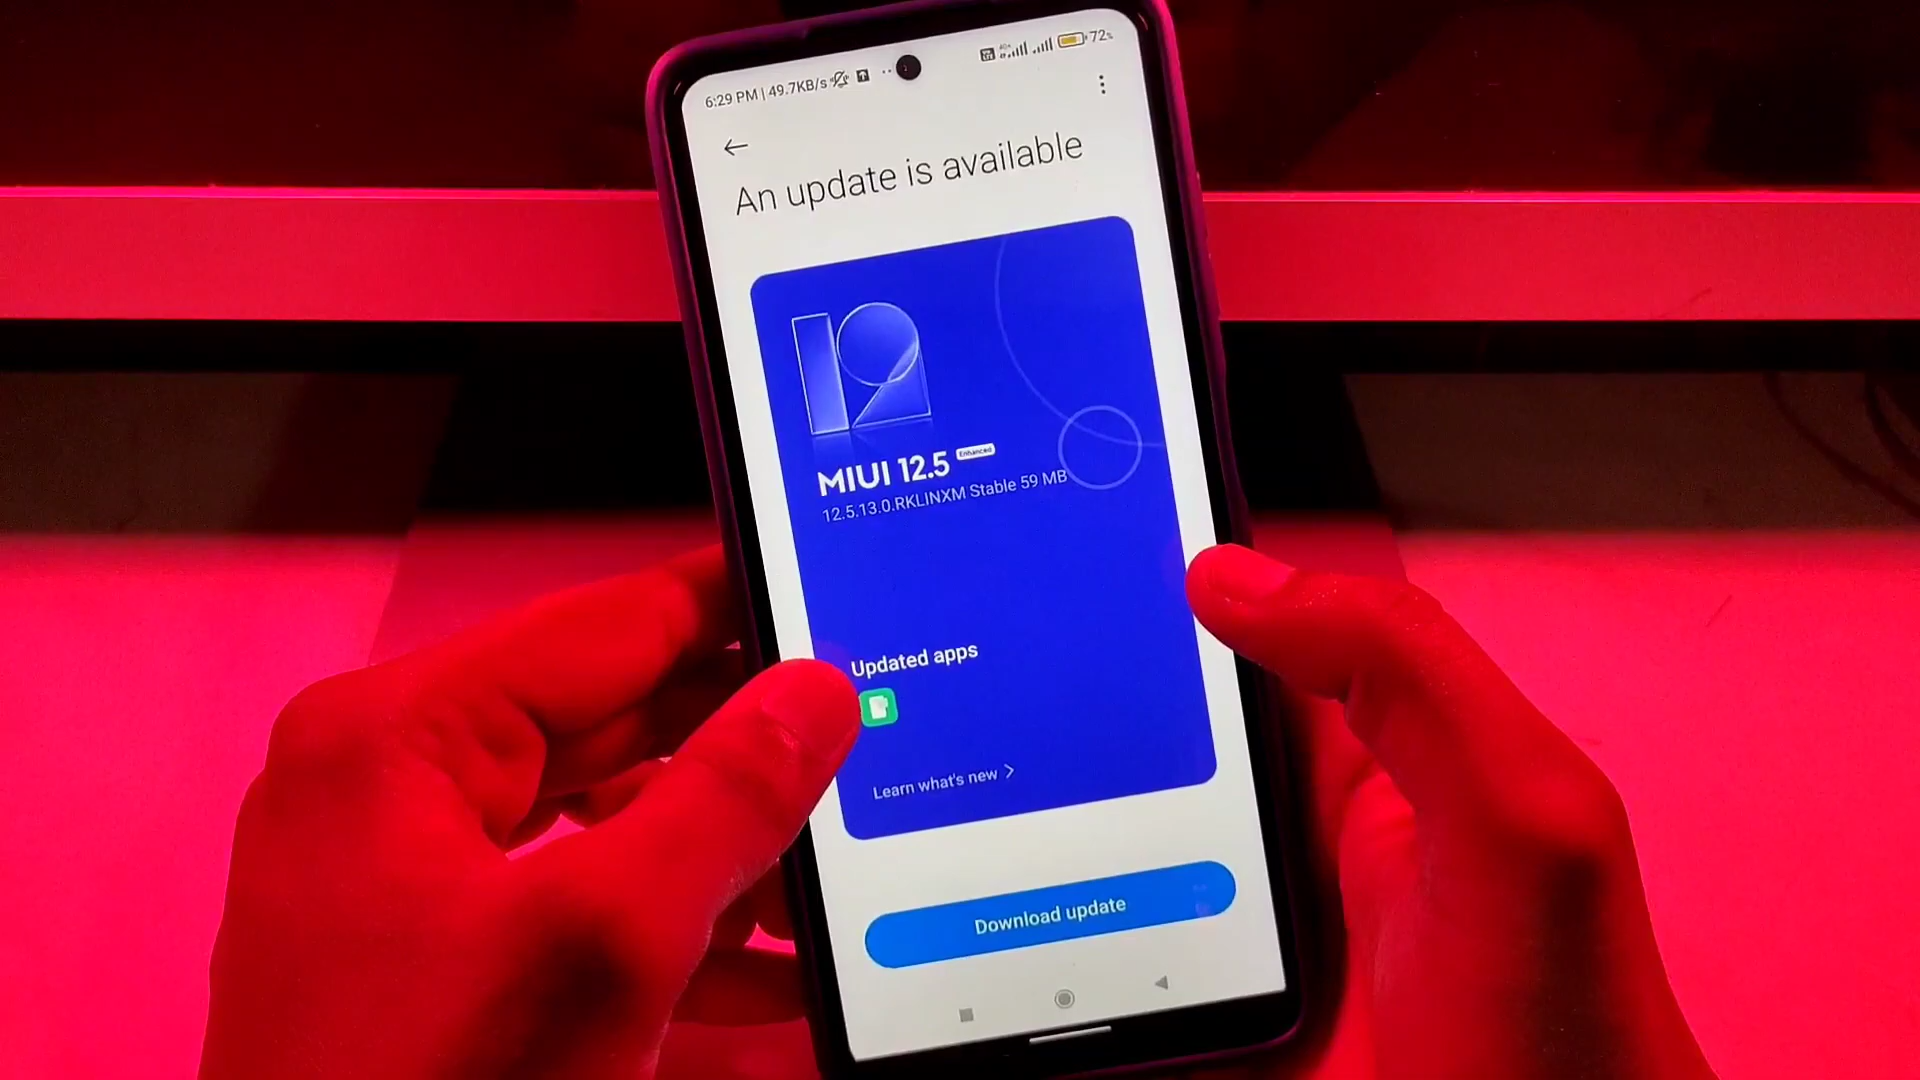 6:29 PM | 49.7KB/s 72%
An update is available
12
MIUI 12.5 Enhanced
12.5.13.0.RKLINXM Stable 59 MB
Updated apps
Learn what's new >
Download update